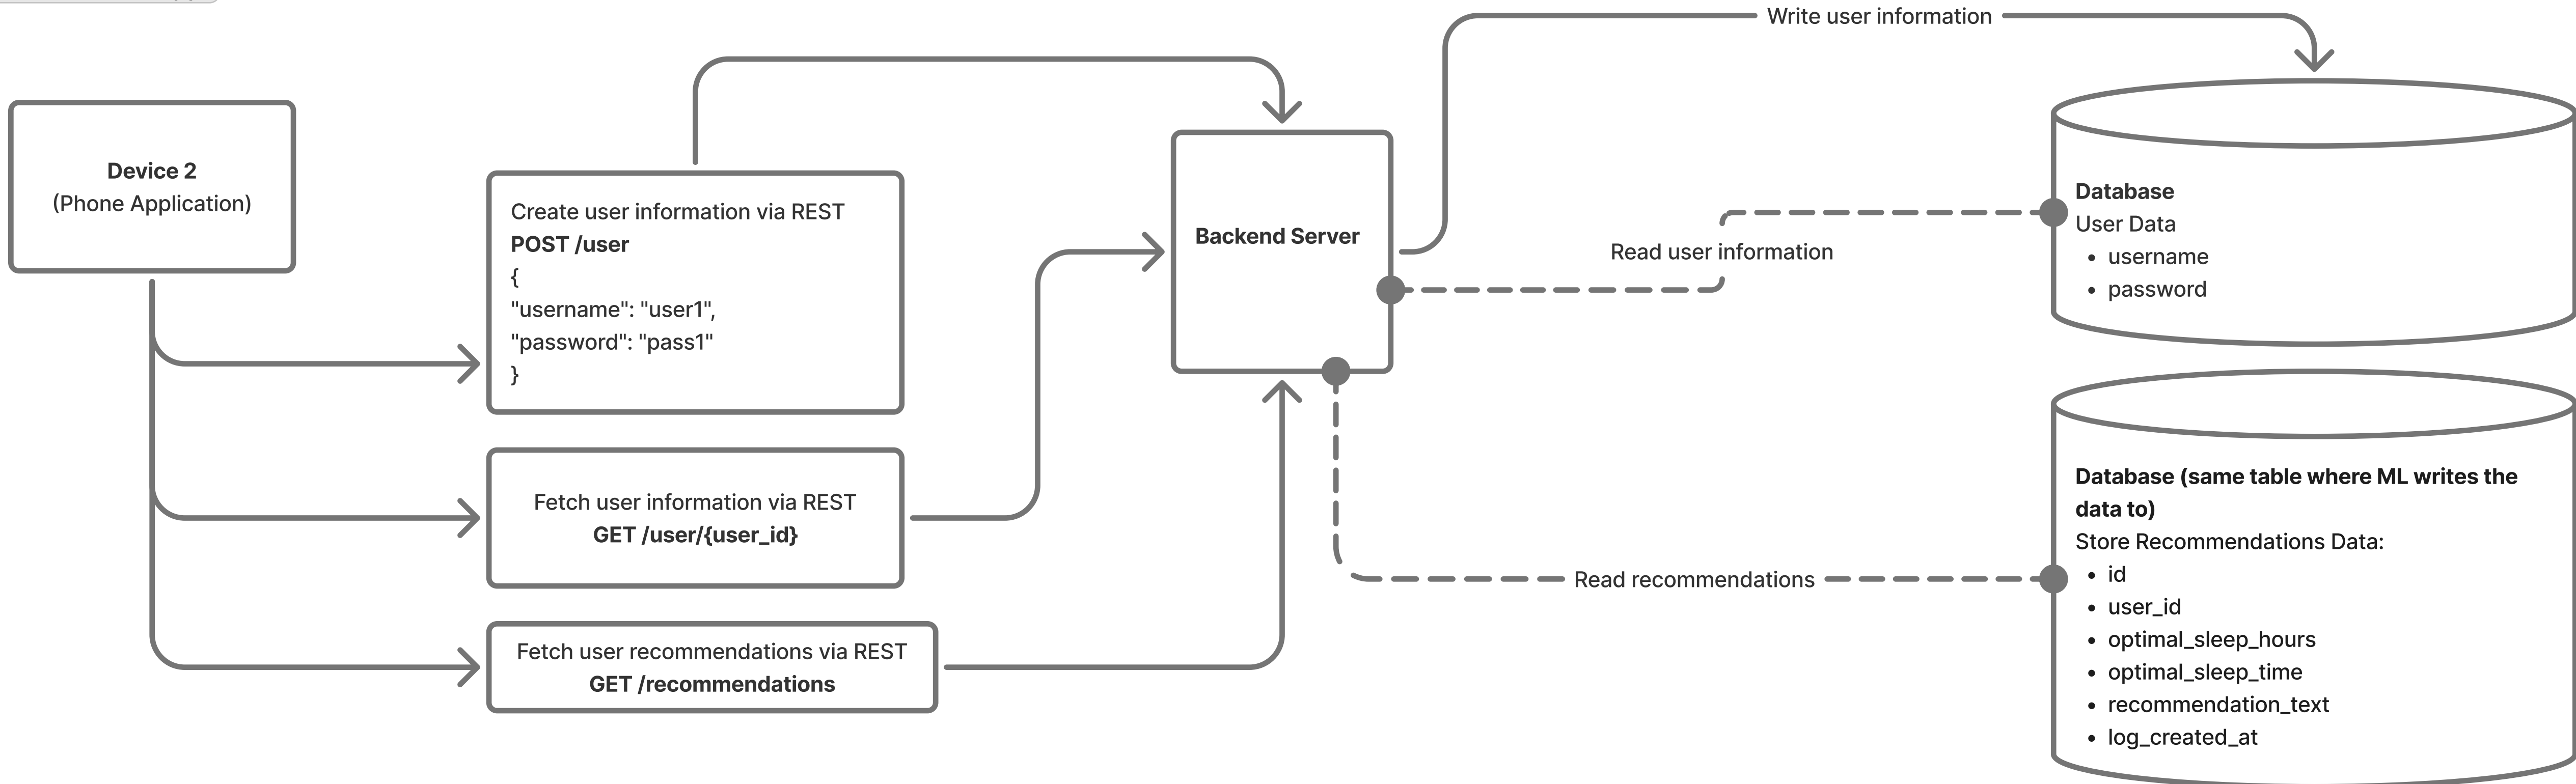 Write user information
Device 2
(Phone Application)
Create user information via REST
POST /user
{
"username": "user1",
"password": "pass1"
}
Backend Server
Read user information
Database
User Data
• username
• password
Fetch user information via REST
GET /user/{user_id}
Fetch user recommendations via REST
GET /recommendations
Read recommendations
Database (same table where ML writes the
data to)
Store Recommendations Data:
• id
• user_id
• optimal_sleep_hours
• optimal_sleep_time
• recommendation_text
• log_created_at